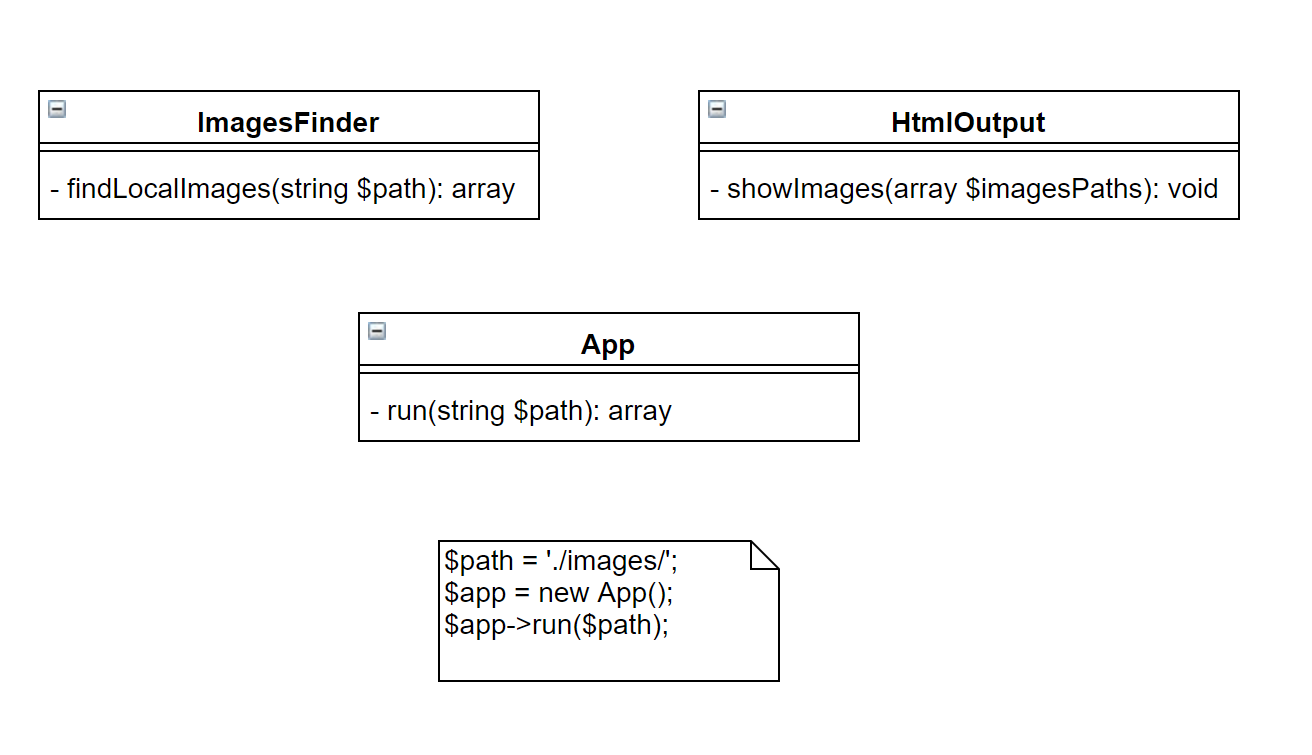 ImagesFinder
- findLocalImages(string $path): array
HtmlOutput
- showImages(array $imagesPaths): void
App
- run(string $path): array
$path = './images/';
$app = new App();
$app->run($path);